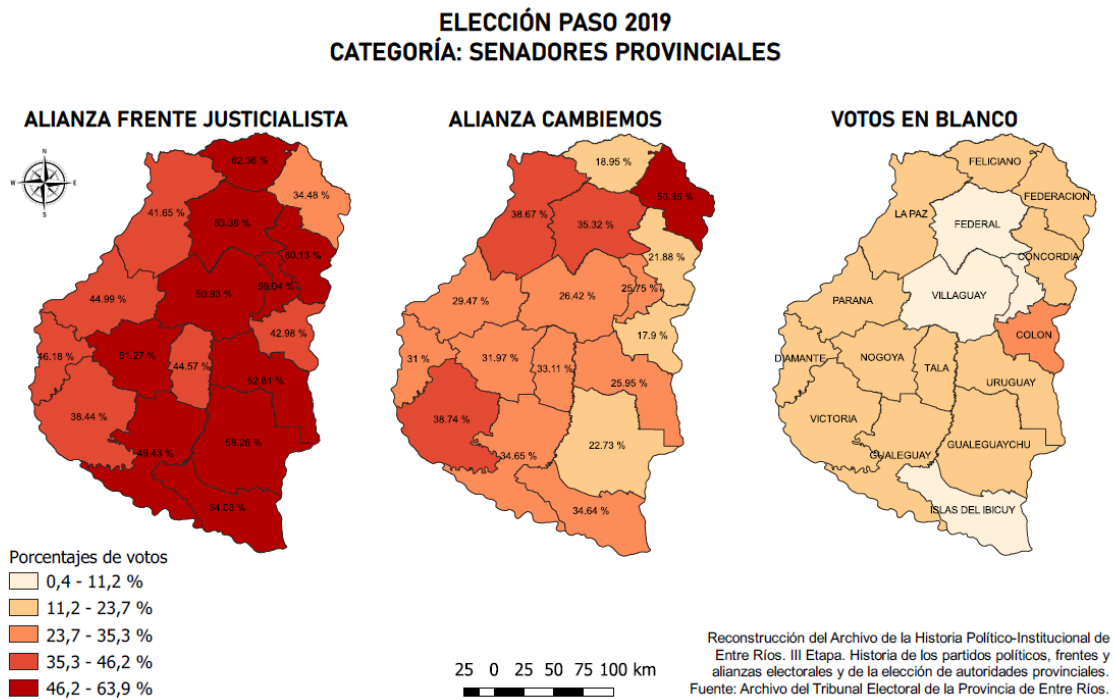 ELECCIÓN PASO 2019
CATEGORÍA: SENADORES PROVINCIALES
ALIANZA FRENTE JUSTICIALISTA
N
W
E
S
62.36 %
34.48 %
41.65 %
53.39 %
60.13 %
59.04 %
50.93 %
44.99 %
42.98 %
46.18 %
51.27 %
44.57 %
52.61 %
38.44 %
58.26 %
49.43 %
54.03 %
ALIANZA CAMBIEMOS
18.95 %
50.35 %
38.67 %
35.32 %
21.88 %
25.75 %
26.42 %
29.47 %
17.9 %
31 %
31.97 %
33.11 %
25.95 %
38.74 %
22.73 %
34.65 %
34.64 %
VOTOS EN BLANCO
FELICIANO
FEDERACION
LA PAZ
FEDERAL
CONCORDIA
VILLAGUAY
PARANA
COLON
DIAMANTE
NOGOYA
TALA
URUGUAY
VICTORIA
GUALEGUAYCHU
GUALEGUAY
ISLAS DEL IBICUY
Porcentajes de votos
0,4 - 11,2 %
11,2 - 23,7 %
23,7 - 35,3 %
35,3 - 46,2 %
46,2 - 63,9 %
25 0 25 50 75 100 km
Reconstrucción del Archivo de la Historia Político-Institucional de
Entre Ríos. III Etapa. Historia de los partidos políticos, frentes y
alianzas electorales y de la elección de autoridades provinciales.
Fuente: Archivo del Tribunal Electoral de la Provincia de Entre Ríos.